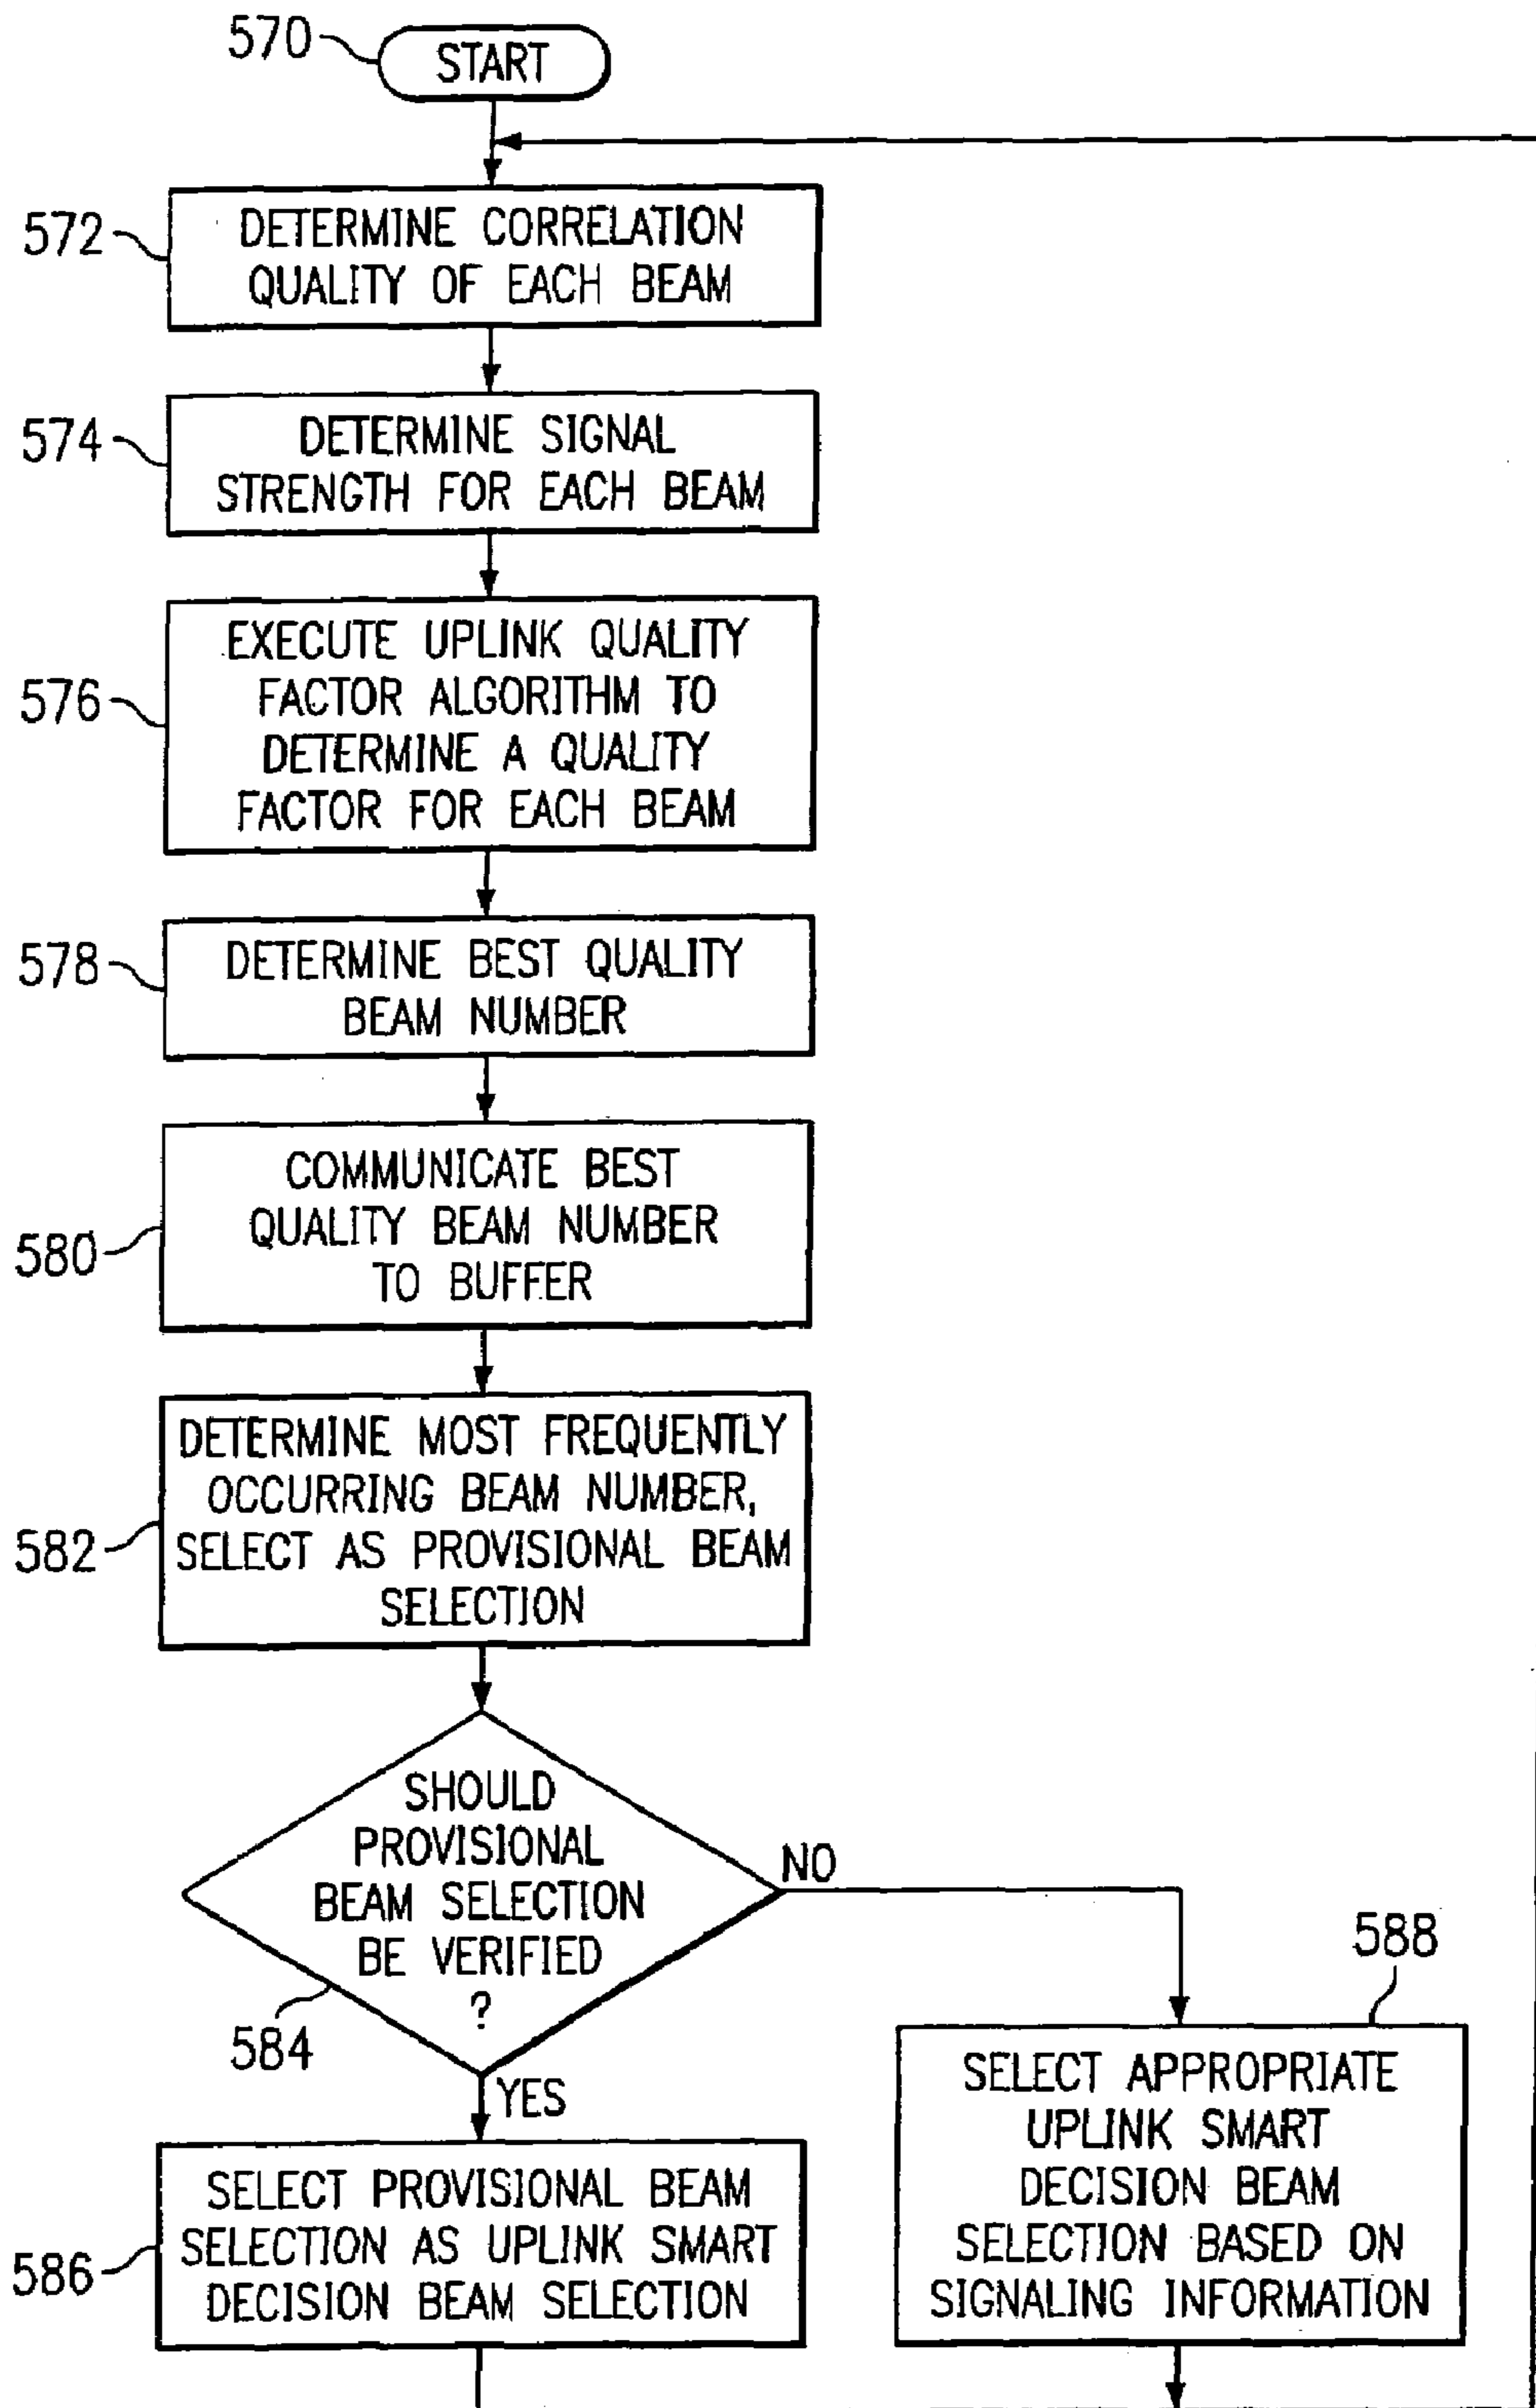 570
START
572
DETERMINE CORRELATION
QUALITY OF EACH BEAM
574
DETERMINE SIGNAL
STRENGTH FOR EACH BEAM
576
EXECUTE UPLINK QUALITY
FACTOR ALGORITHM TO
DETERMINE A QUALITY
FACTOR FOR EACH BEAM
578
DETERMINE BEST QUALITY
BEAM NUMBER
580
COMMUNICATE BEST
QUALITY BEAM NUMBER
TO BUFFER
582
DETERMINE MOST FREQUENTLY
OCCURRING BEAM NUMBER,
SELECT AS PROVISIONAL BEAM
SELECTION
584
SHOULD
PROVISIONAL
BEAM SELECTION
BE VERIFIED
?
NO
YES
586
SELECT PROVISIONAL BEAM
SELECTION AS UPLINK SMART
DECISION BEAM SELECTION
588
SELECT APPROPRIATE
UPLINK SMART
DECISION BEAM
SELECTION BASED ON
SIGNALING INFORMATION